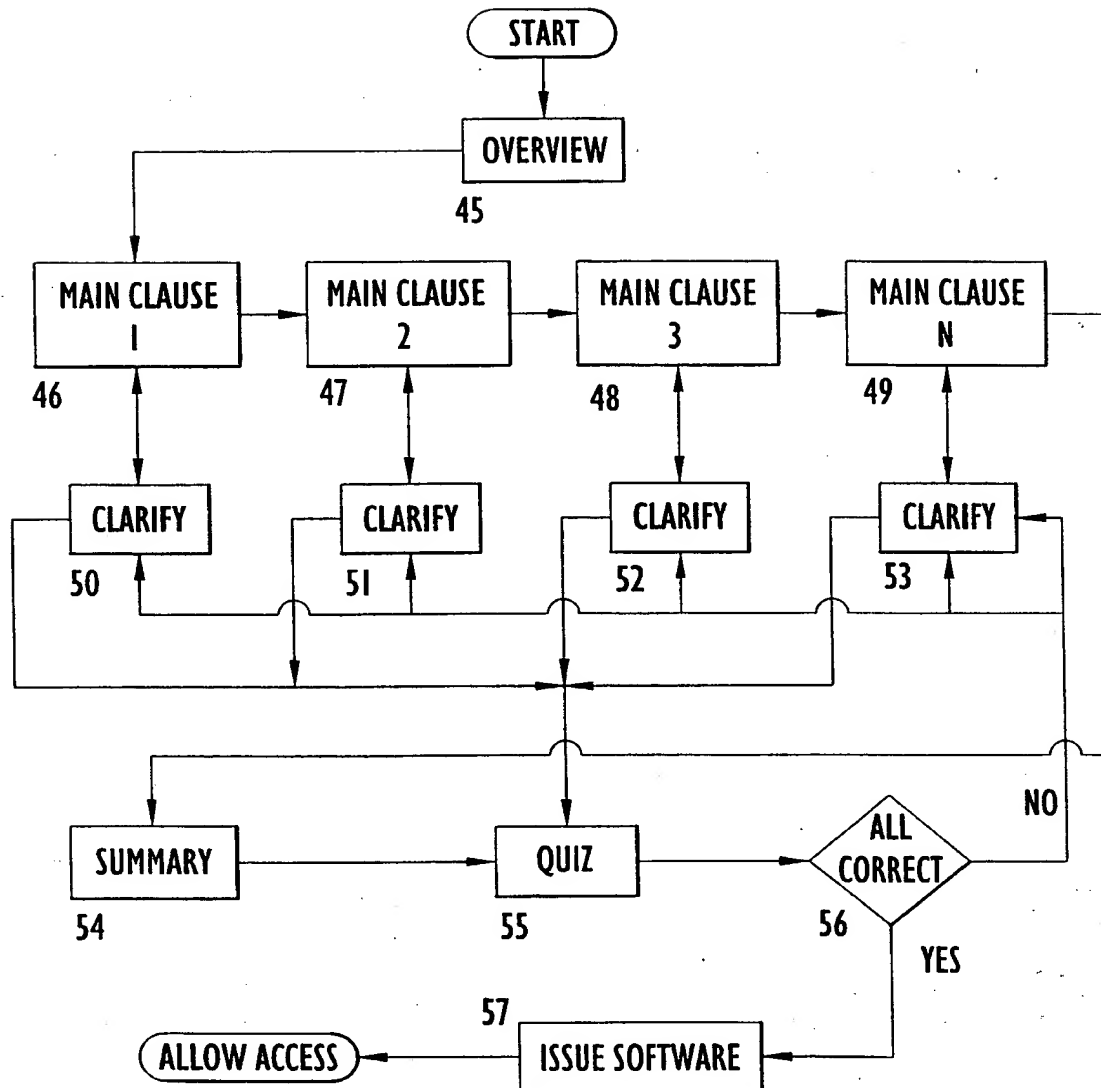 START
OVERVIEW
45
MAIN CLAUSE
1
MAIN CLAUSE
2
MAIN CLAUSE
3
MAIN CLAUSE
N
46
47
48
49
CLARIFY
CLARIFY
CLARIFY
CLARIFY
50
51
52
53
NO
SUMMARY
QUIZ
ALL
CORRECT
54
55
56
YES
57
ALLOW ACCESS
ISSUE SOFTWARE